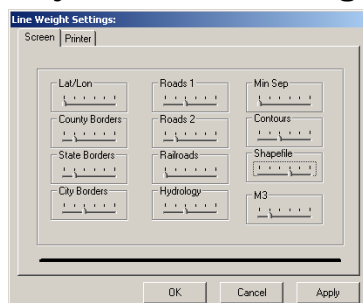 Line Weight Settings:
Screen Printer
Lat/Lon Roads 1 Min Sep
County Borders Roads 2 Contours
State Borders Railroads Shapefile
City Borders Hydrology M3
OK Cancel Apply